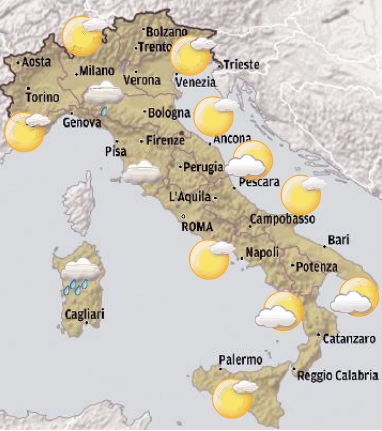 Bolzano
Trento
Aosta
Milano
Trieste
Verona
Venezia
Torino
Bologna
Genova
Firenze
Ancona
Pisa
Perugia
Pescara
L'Aquila
Campobasso
ROMA
Bari
Napoli
Potenza
Cagliari
Catanzaro
Palermo
Reggio Calabria